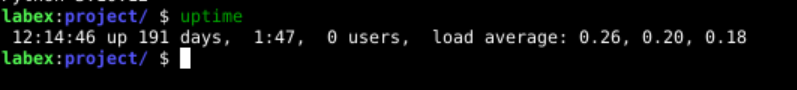 labex:project/ $ uptime
 12:14:46 up 191 days,  1:47,  0 users,  load average: 0.26, 0.20, 0.18
labex:project/ $